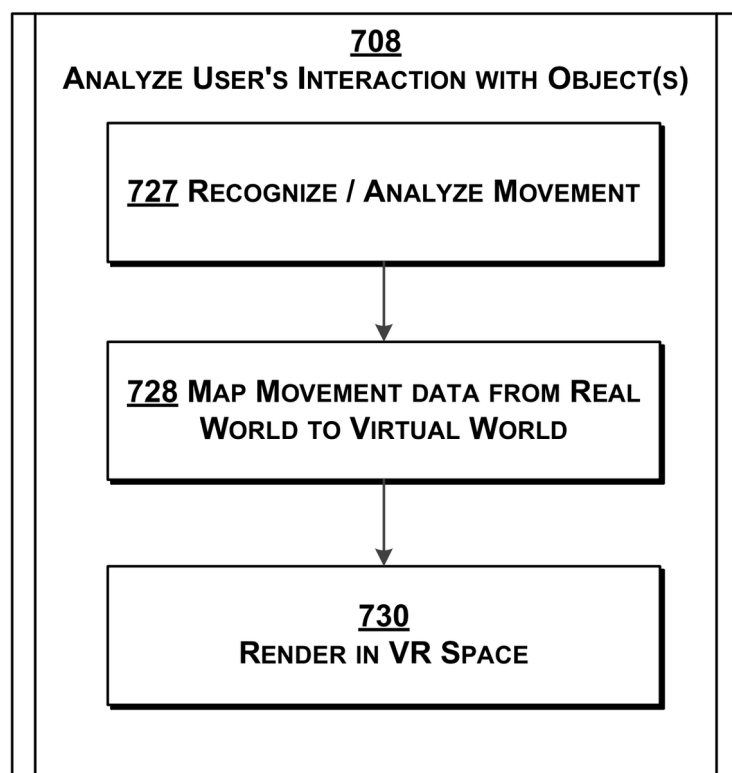 708
ANALYZE USER'S INTERACTION WITH OBJECT(S)
727 RECOGNIZE / ANALYZE MOVEMENT
728 MAP MOVEMENT DATA FROM REAL
WORLD TO VIRTUAL WORLD
730
RENDER IN VR SPACE